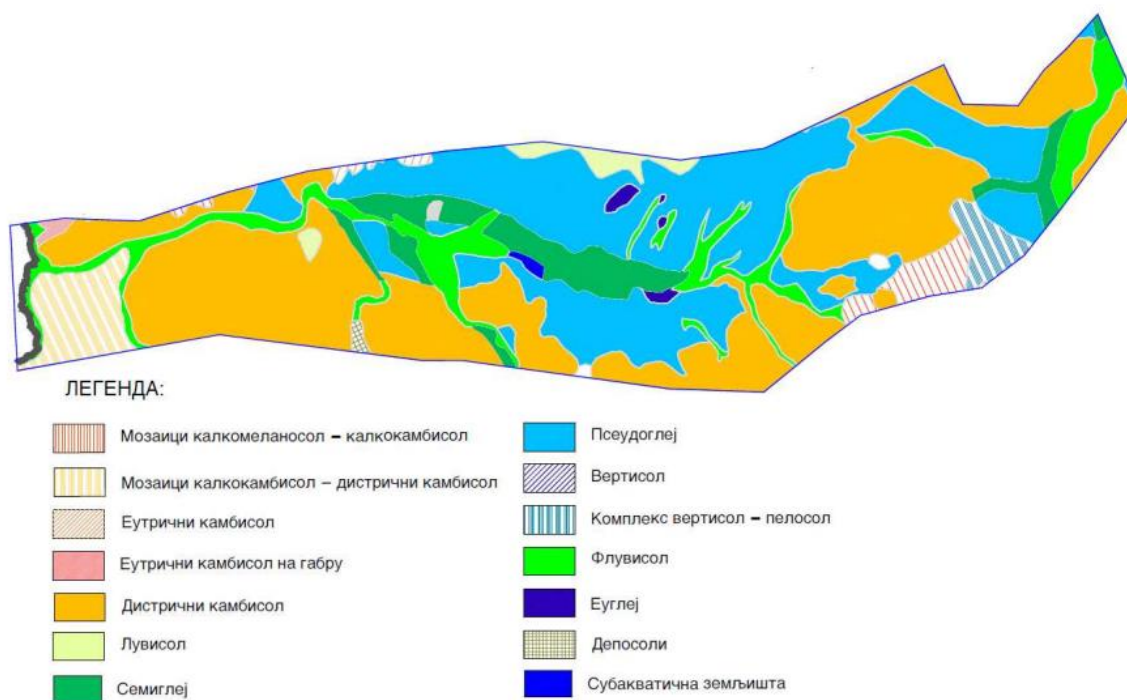 ЛЕГЕНДА:
Мозаици калкомеланосол – калкокамбисол
Мозаици калкокамбисол – дистрични камбисол
Еутрични камбисол
Еутрични камбисол на габру
Дистрични камбисол
Лувисол
Семиглеј
Псеудоглеј
Вертисол
Комплекс вертисол – пелосол
Флувисол
Еуглеј
Депосоли
Субакватична земљишта